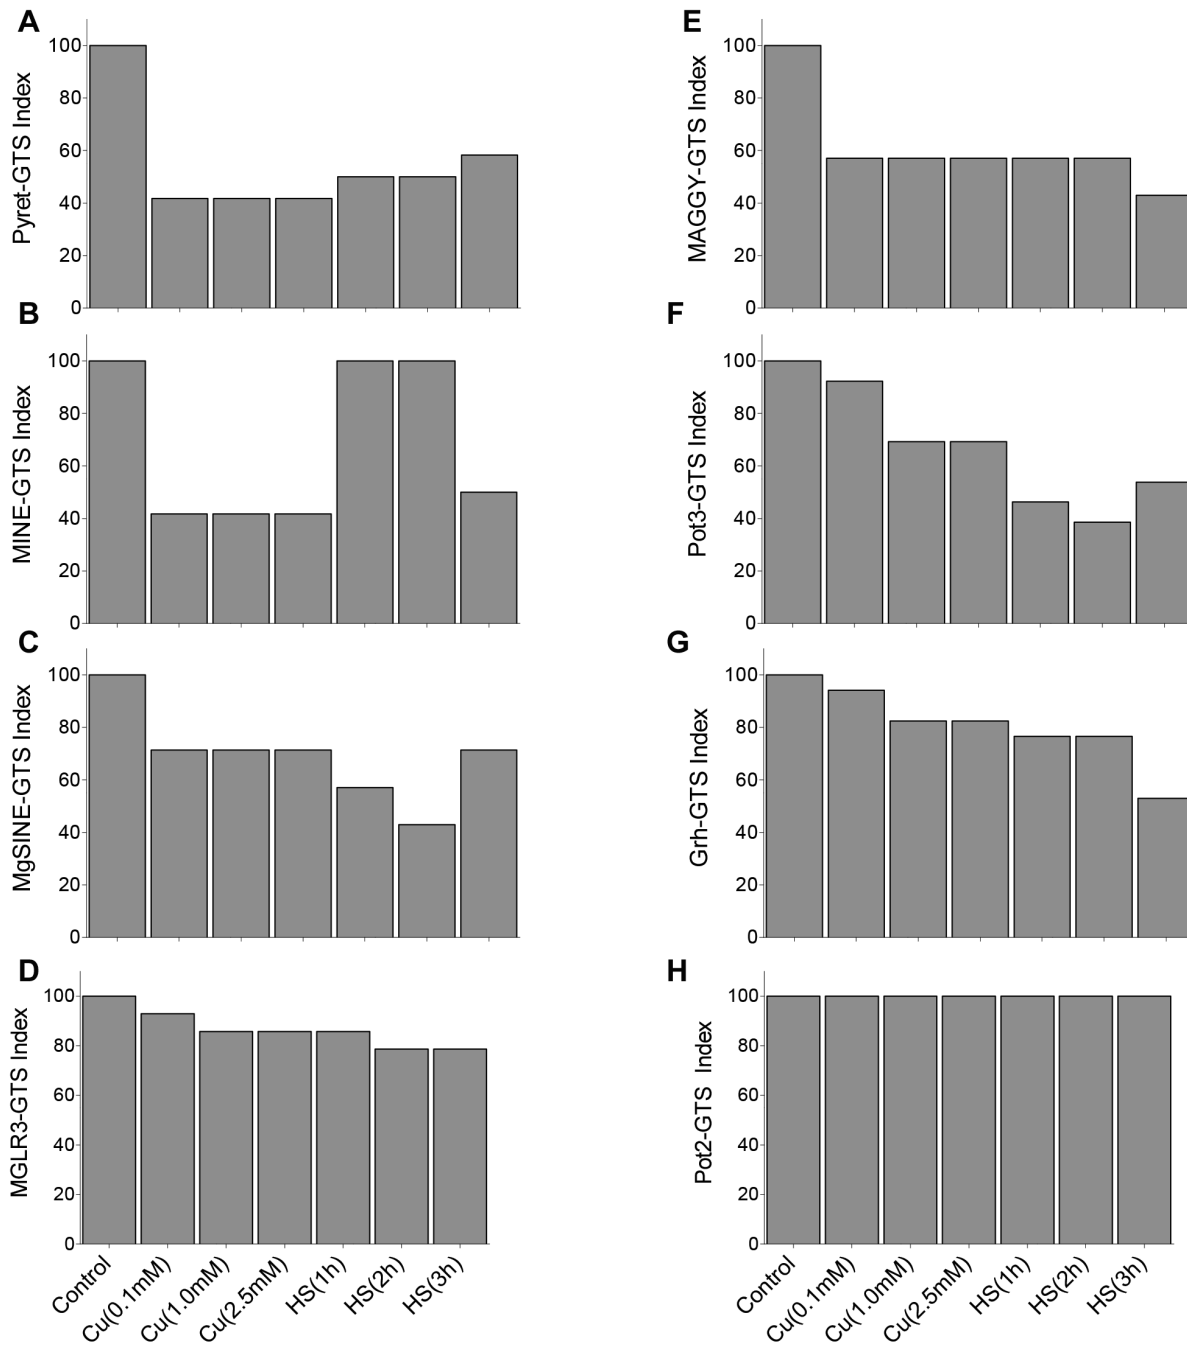 A
Pyret-GTS Index
100
80
60
40
20
0
B
MINE-GTS Index
100
80
60
40
20
0
C
MgSINE-GTS Index
100
80
60
40
20
0
D
MGLR3-GTS Index
100
80
60
40
20
0
Control
Cu(0.1mM)
Cu(1.0mM)
Cu(2.5mM)
HS(1h)
HS(2h)
HS(3h)
E
MAGGY-GTS Index
100
80
60
40
20
0
F
Pot3-GTS Index
100
80
60
40
20
0
G
Grh-GTS Index
100
80
60
40
20
0
H
Pot2-GTS Index
100
80
60
40
20
0
Control
Cu(0.1mM)
Cu(1.0mM)
Cu(2.5mM)
HS(1h)
HS(2h)
HS(3h)